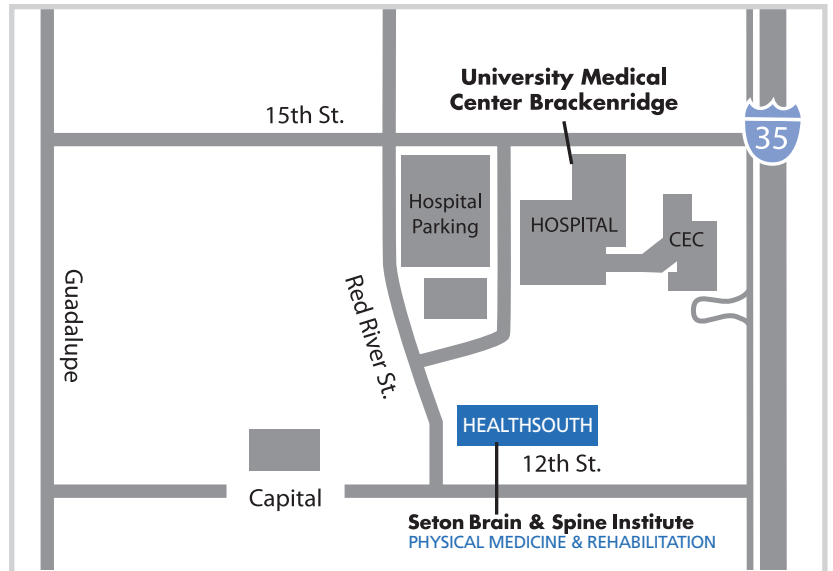 University Medical
Center Brackenridge
15th St.
35
Hospital
Parking
HOSPITAL
CEC
Guadalupe
Red River St.
HEALTHSOUTH
12th St.
Capital
Seton Brain & Spine Institute
PHYSICAL MEDICINE & REHABILITATION